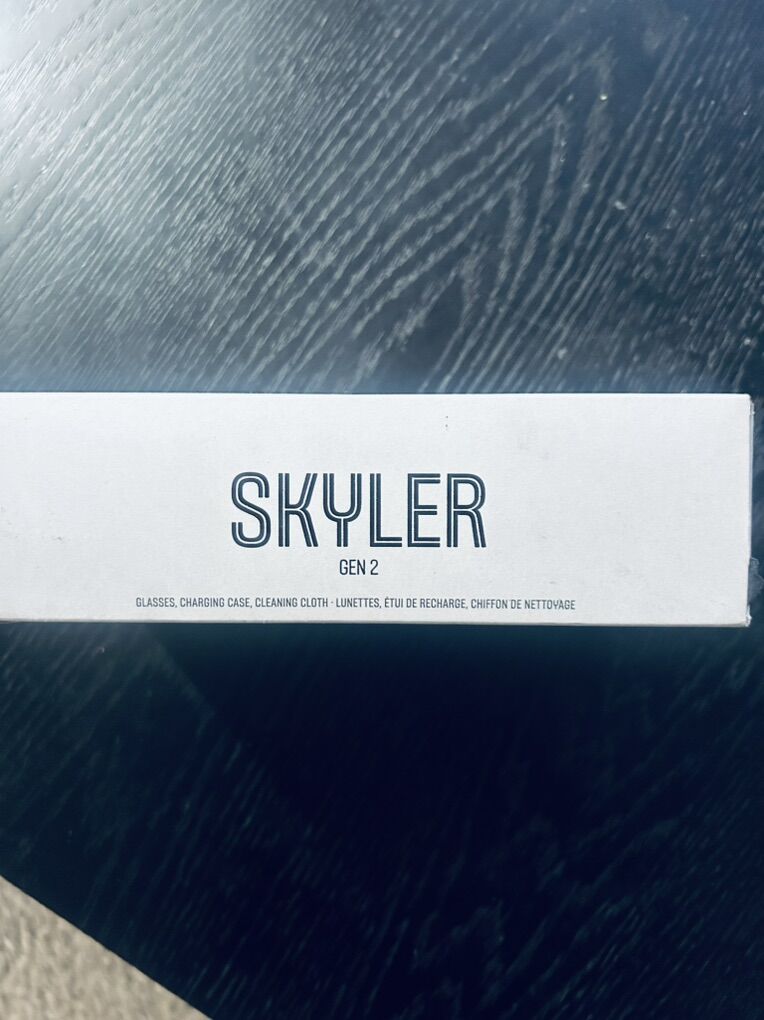 SKYLER
GEN 2
GLASSES, CHARGING CASE, CLEANING CLOTH · LUNETTES, ÉTUI DE RECHARGE, CHIFFON DE NETTOYAGE